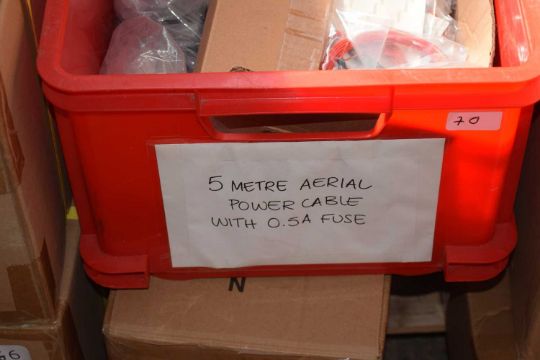 70
5 METRE AERIAL
POWER CABLE
WITH 0.5A FUSE
N